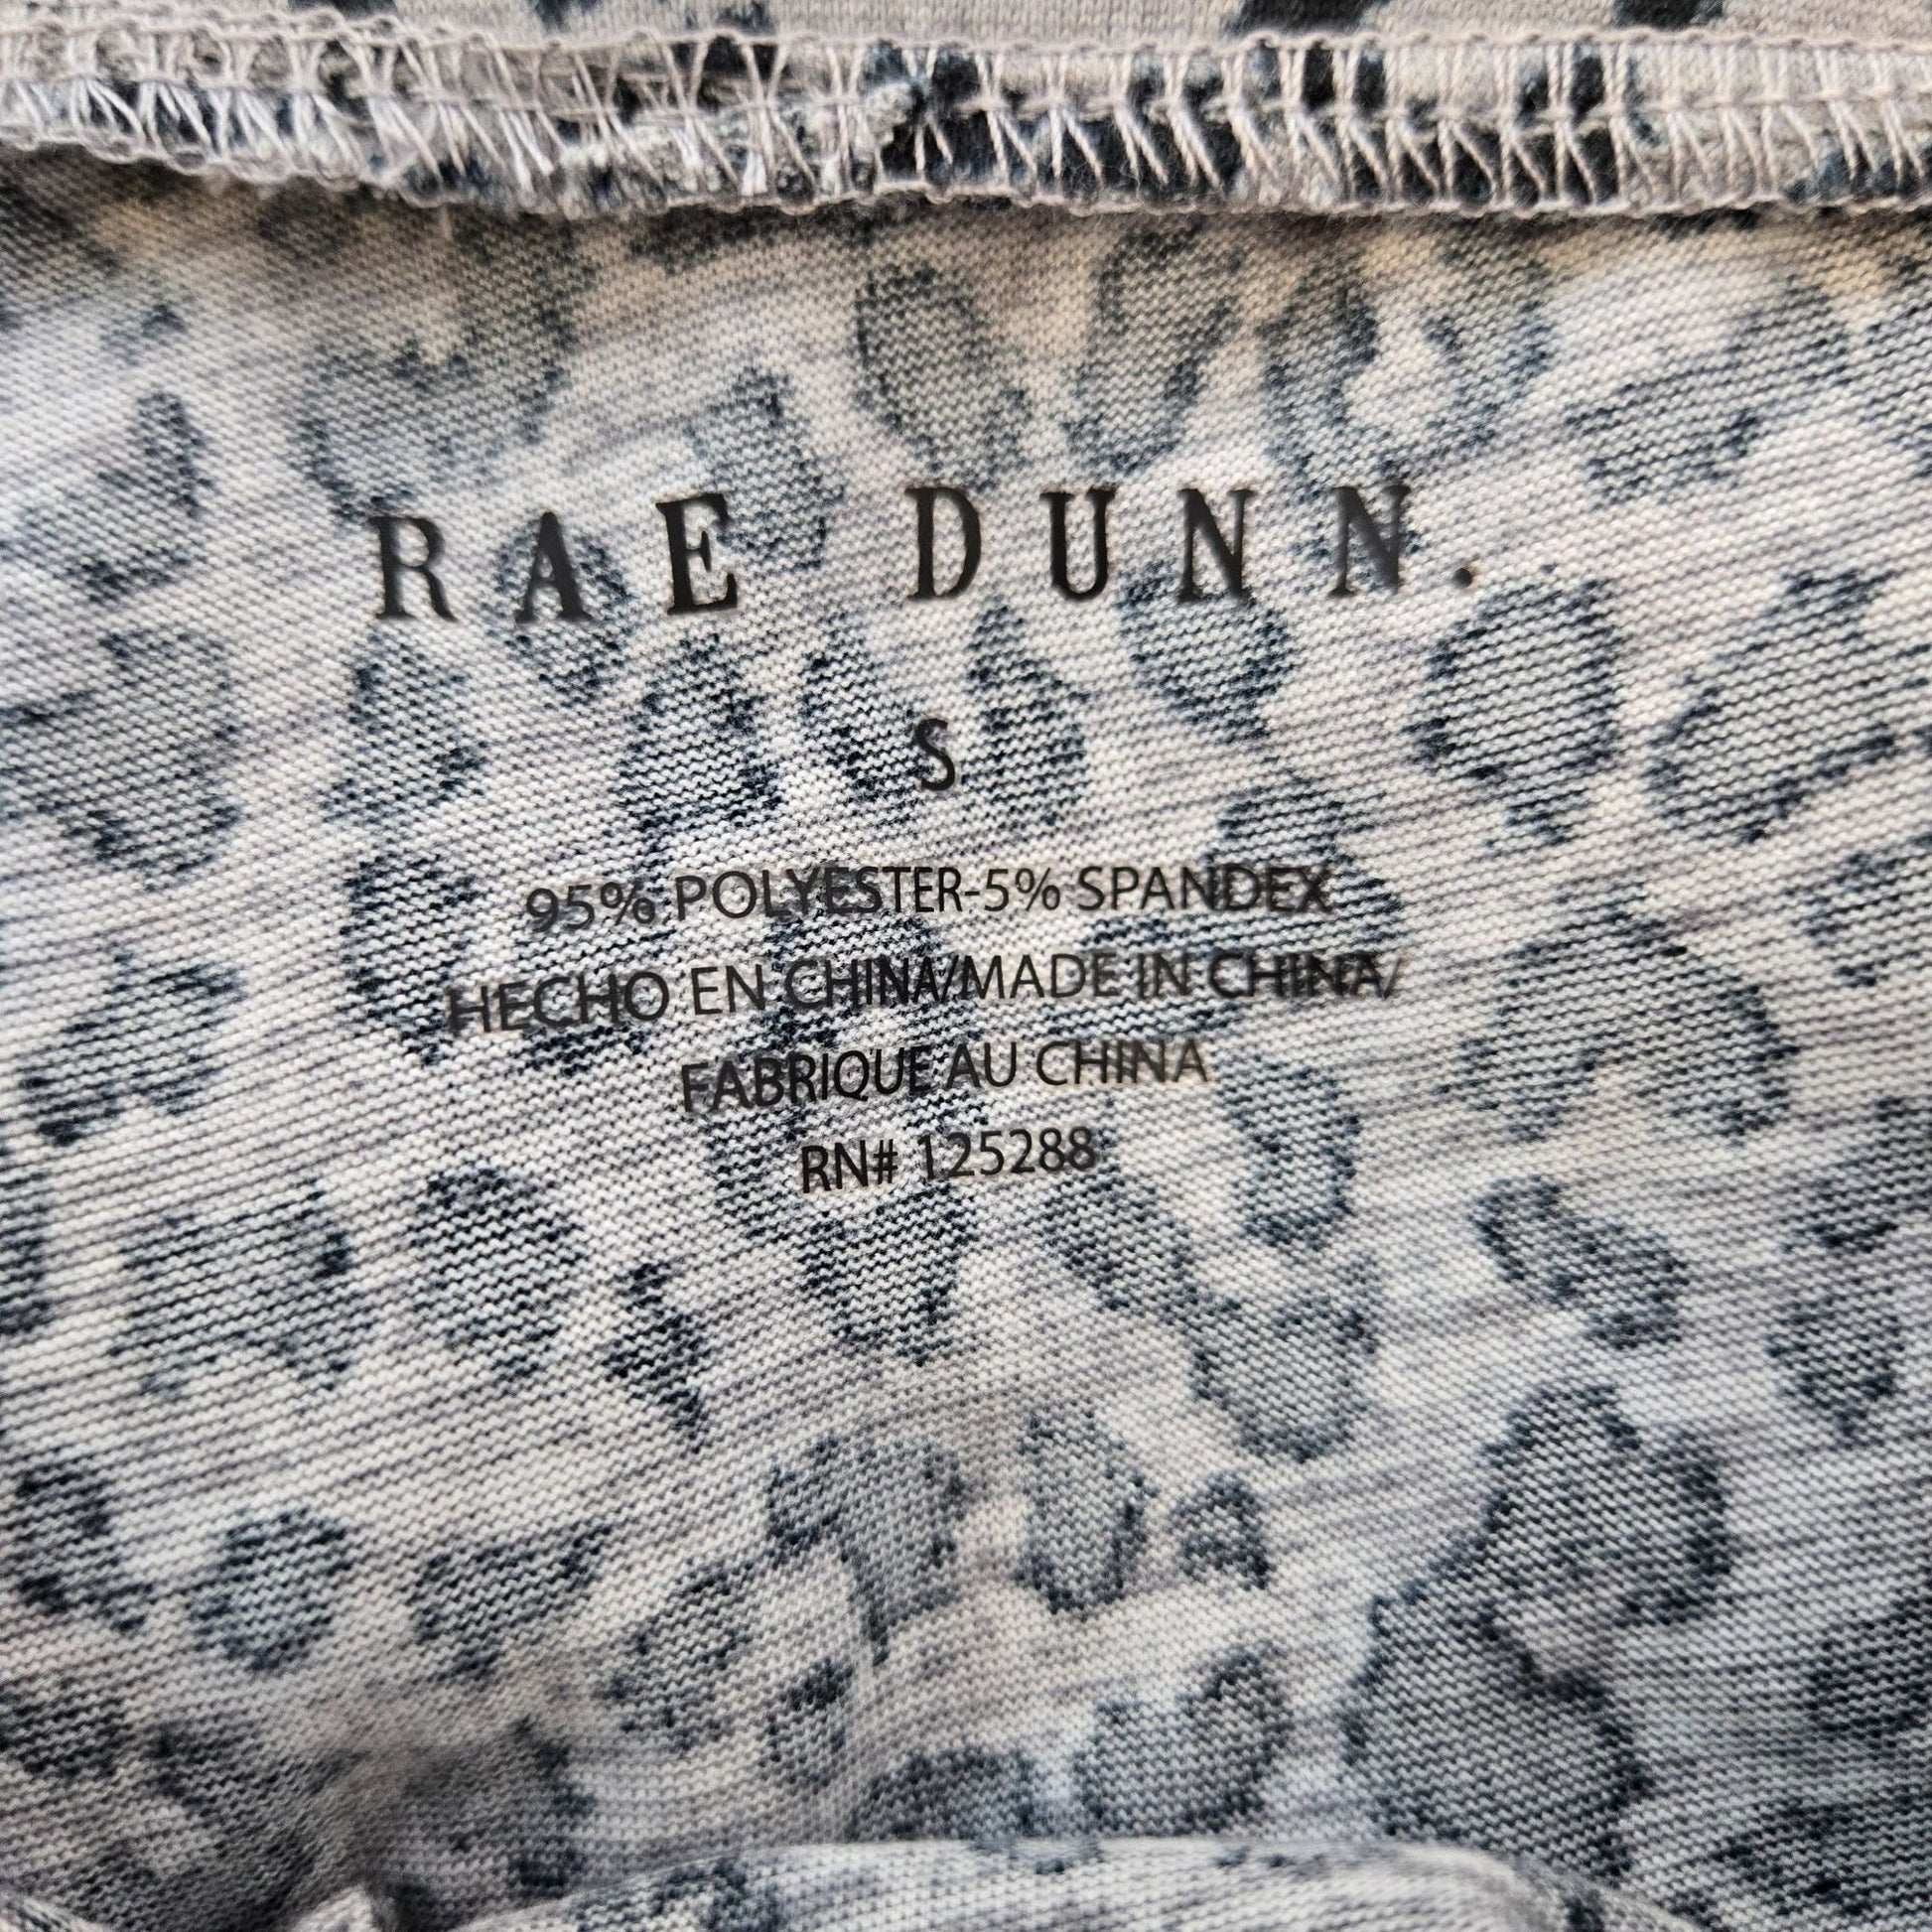 RAE DUNN.
S
95% POLYESTER-5% SPANDEX
HECHO EN CHINA/MADE IN CHINA/
FABRIQUE AU CHINA
RN# 125288